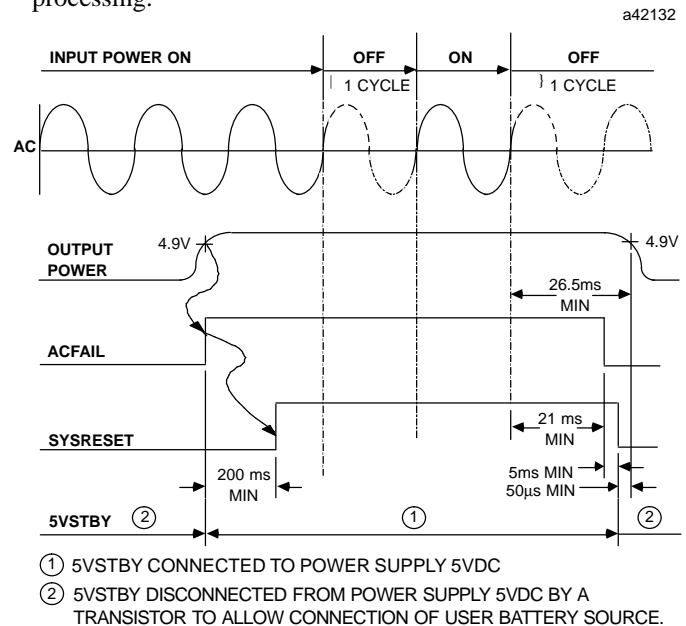 processing.
a42132
INPUT POWER ON
OFF
ON
OFF
| 1 CYCLE
} 1 CYCLE
AC
OUTPUT
POWER
4.9V
4.9V
26.5ms
MIN
ACFAIL
SYSRESET
21 ms
MIN
200 ms
MIN
5ms MIN
50µs MIN
5VSTBY
2
1
2
1 5VSTBY CONNECTED TO POWER SUPPLY 5VDC
2 5VSTBY DISCONNECTED FROM POWER SUPPLY 5VDC BY A
TRANSISTOR TO ALLOW CONNECTION OF USER BATTERY SOURCE.